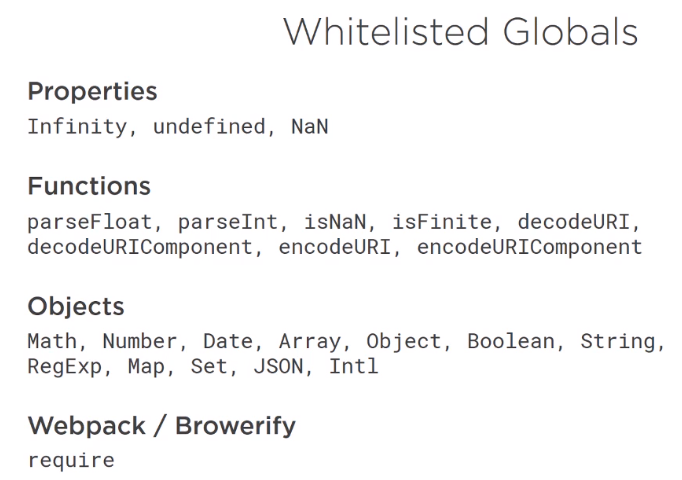 Whitelisted Globals
Properties
Infinity, undefined, NaN
Functions
parseFloat, parseInt, isNaN, isFinite, decodeURI,
decodeURIComponent, encodeURI, encodeURIComponent
Objects
Math, Number, Date, Array, Object, Boolean, String,
RegExp, Map, Set, JSON, Intl
Webpack / Browerify
require